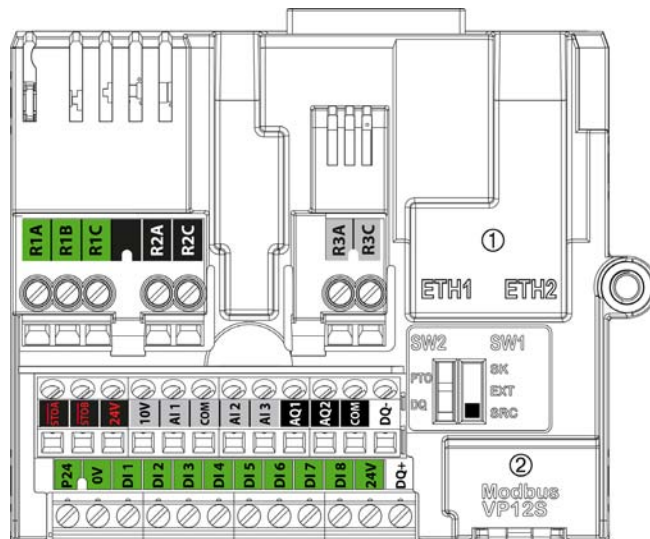 R1A R1B R1C R2A R2C R3A R3C
①
ETH1 ETH2
SW2 SW1
PTO SK
EXT
DQ SRC
STOA STOB 24V 10V AI1 COM AI2 AI3 AQ1 AQ2 COM DQ-
P24 0V DI1 DI2 DI3 DI4 DI5 DI6 DI7 DI8 24V DQ+
②
Modbus
VP12S